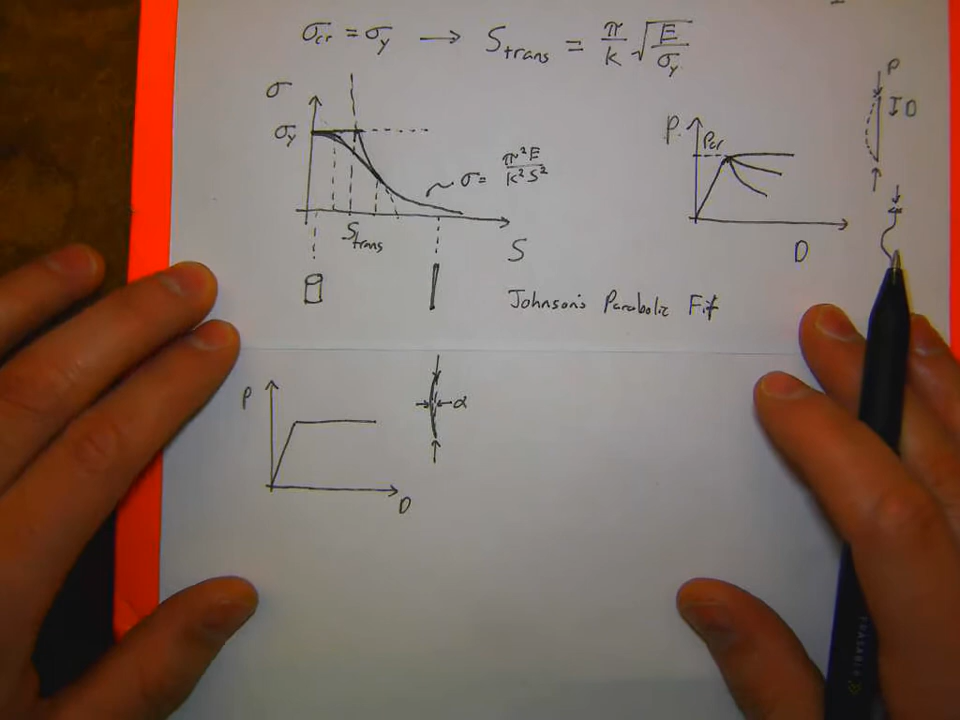 σcr = σy → Strans = π/k √E/σy
σ
σy
σ = π²E/k²S²
Strans
S
P
Pcr
D
P
D
Johnson's Parabolic Fit
P
D
α